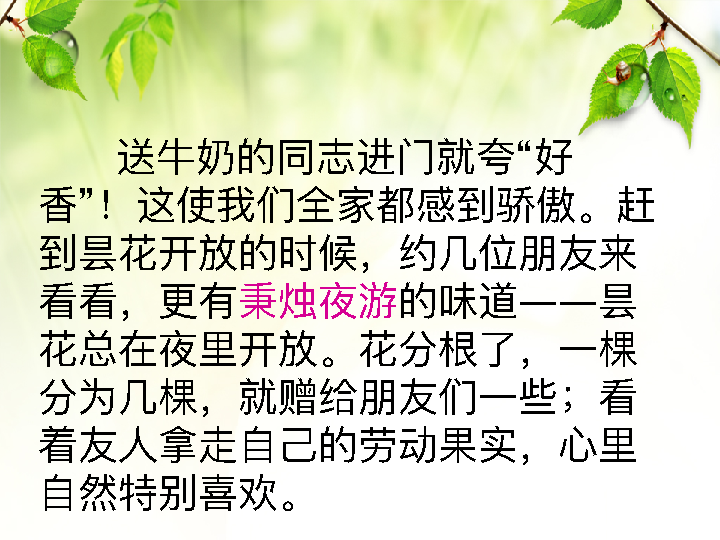 送牛奶的同志进门就夸“好
香”！这使我们全家都感到骄傲。赶
到昙花开放的时候，约几位朋友来
看看，更有秉烛夜游的味道——昙
花总在夜里开放。花分根了，一棵
分为几棵，就赠给朋友们一些；看
着友人拿走自己的劳动果实，心里
自然特别喜欢。